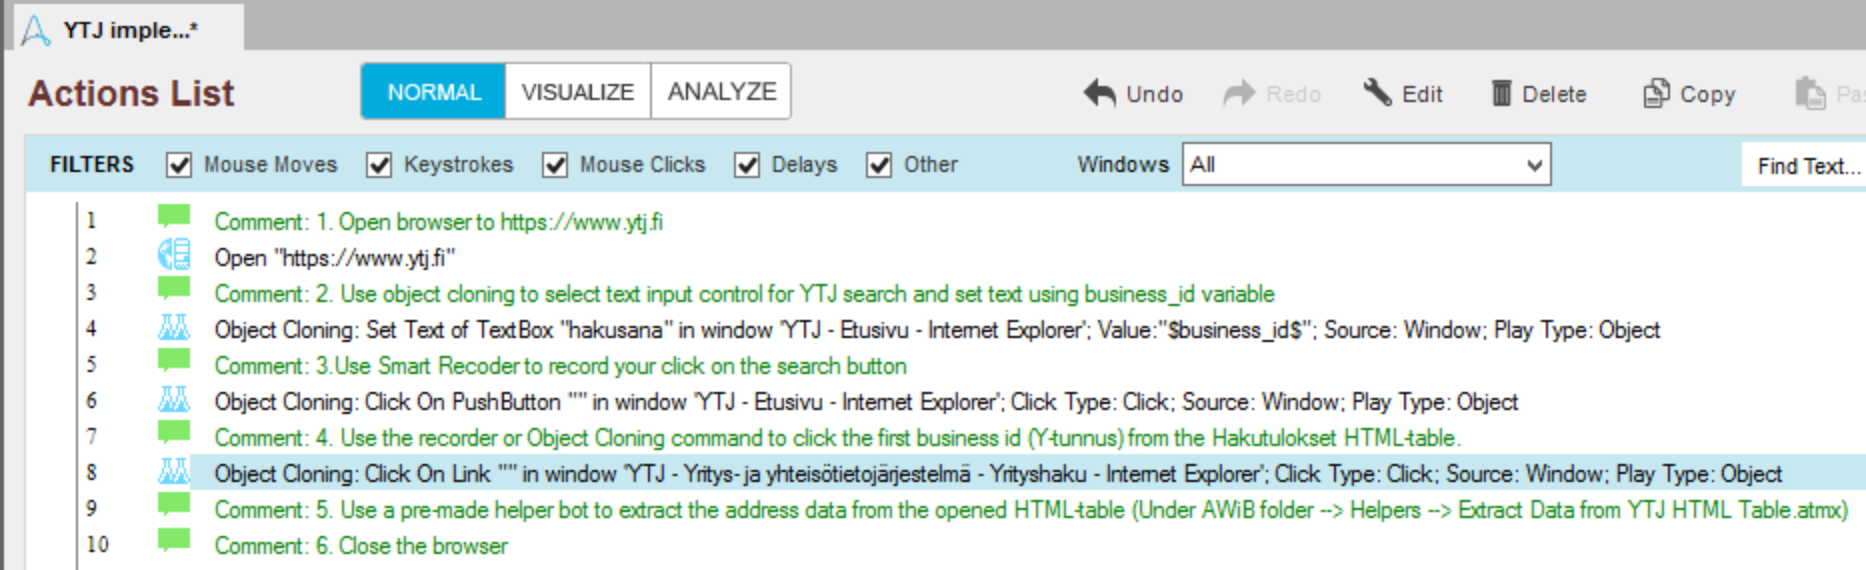 YTJ imple...*
Actions List NORMAL VISUALIZE ANALYZE Undo Redo Edit Delete Copy
FILTERS Mouse Moves Keystrokes Mouse Clicks Delays Other Windows All Find Text...
1 Comment: 1. Open browser to https://www.ytj.fi
2 Open "https://www.ytj.fi"
3 Comment: 2. Use object cloning to select text input control for YTJ search and set text using business_id variable
4 Object Cloning: Set Text of TextBox "hakusana" in window 'YTJ - Etusivu - Internet Explorer'; Value:"$business_id$"; Source: Window; Play Type: Object
5 Comment: 3.Use Smart Recoder to record your click on the search button
6 Object Cloning: Click On PushButton "" in window 'YTJ - Etusivu - Internet Explorer'; Click Type: Click; Source: Window; Play Type: Object
7 Comment: 4. Use the recorder or Object Cloning command to click the first business id (Y-tunnus) from the Hakutulokset HTML-table.
8 Object Cloning: Click On Link "" in window 'YTJ - Yritys- ja yhteisötietojärjestelmä - Yrityshaku - Internet Explorer'; Click Type: Click; Source: Window; Play Type: Object
9 Comment: 5. Use a pre-made helper bot to extract the address data from the opened HTML-table (Under AWiB folder --> Helpers --> Extract Data from YTJ HTML Table.atmx)
10 Comment: 6. Close the browser